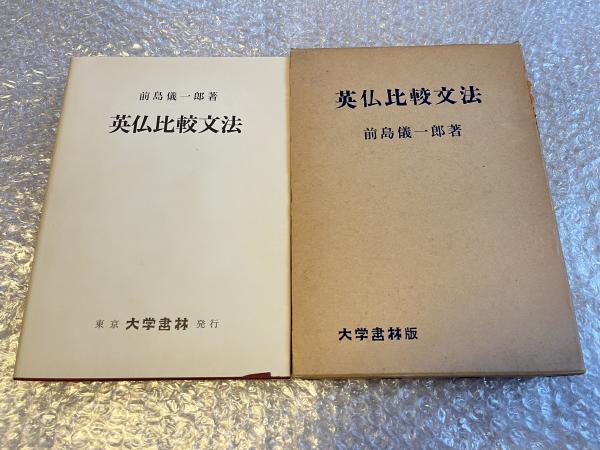 前島儀一郎著
英仏比較文法
東京 大学書林 発行
英仏比較文法
前島儀一郎著
大学書林版